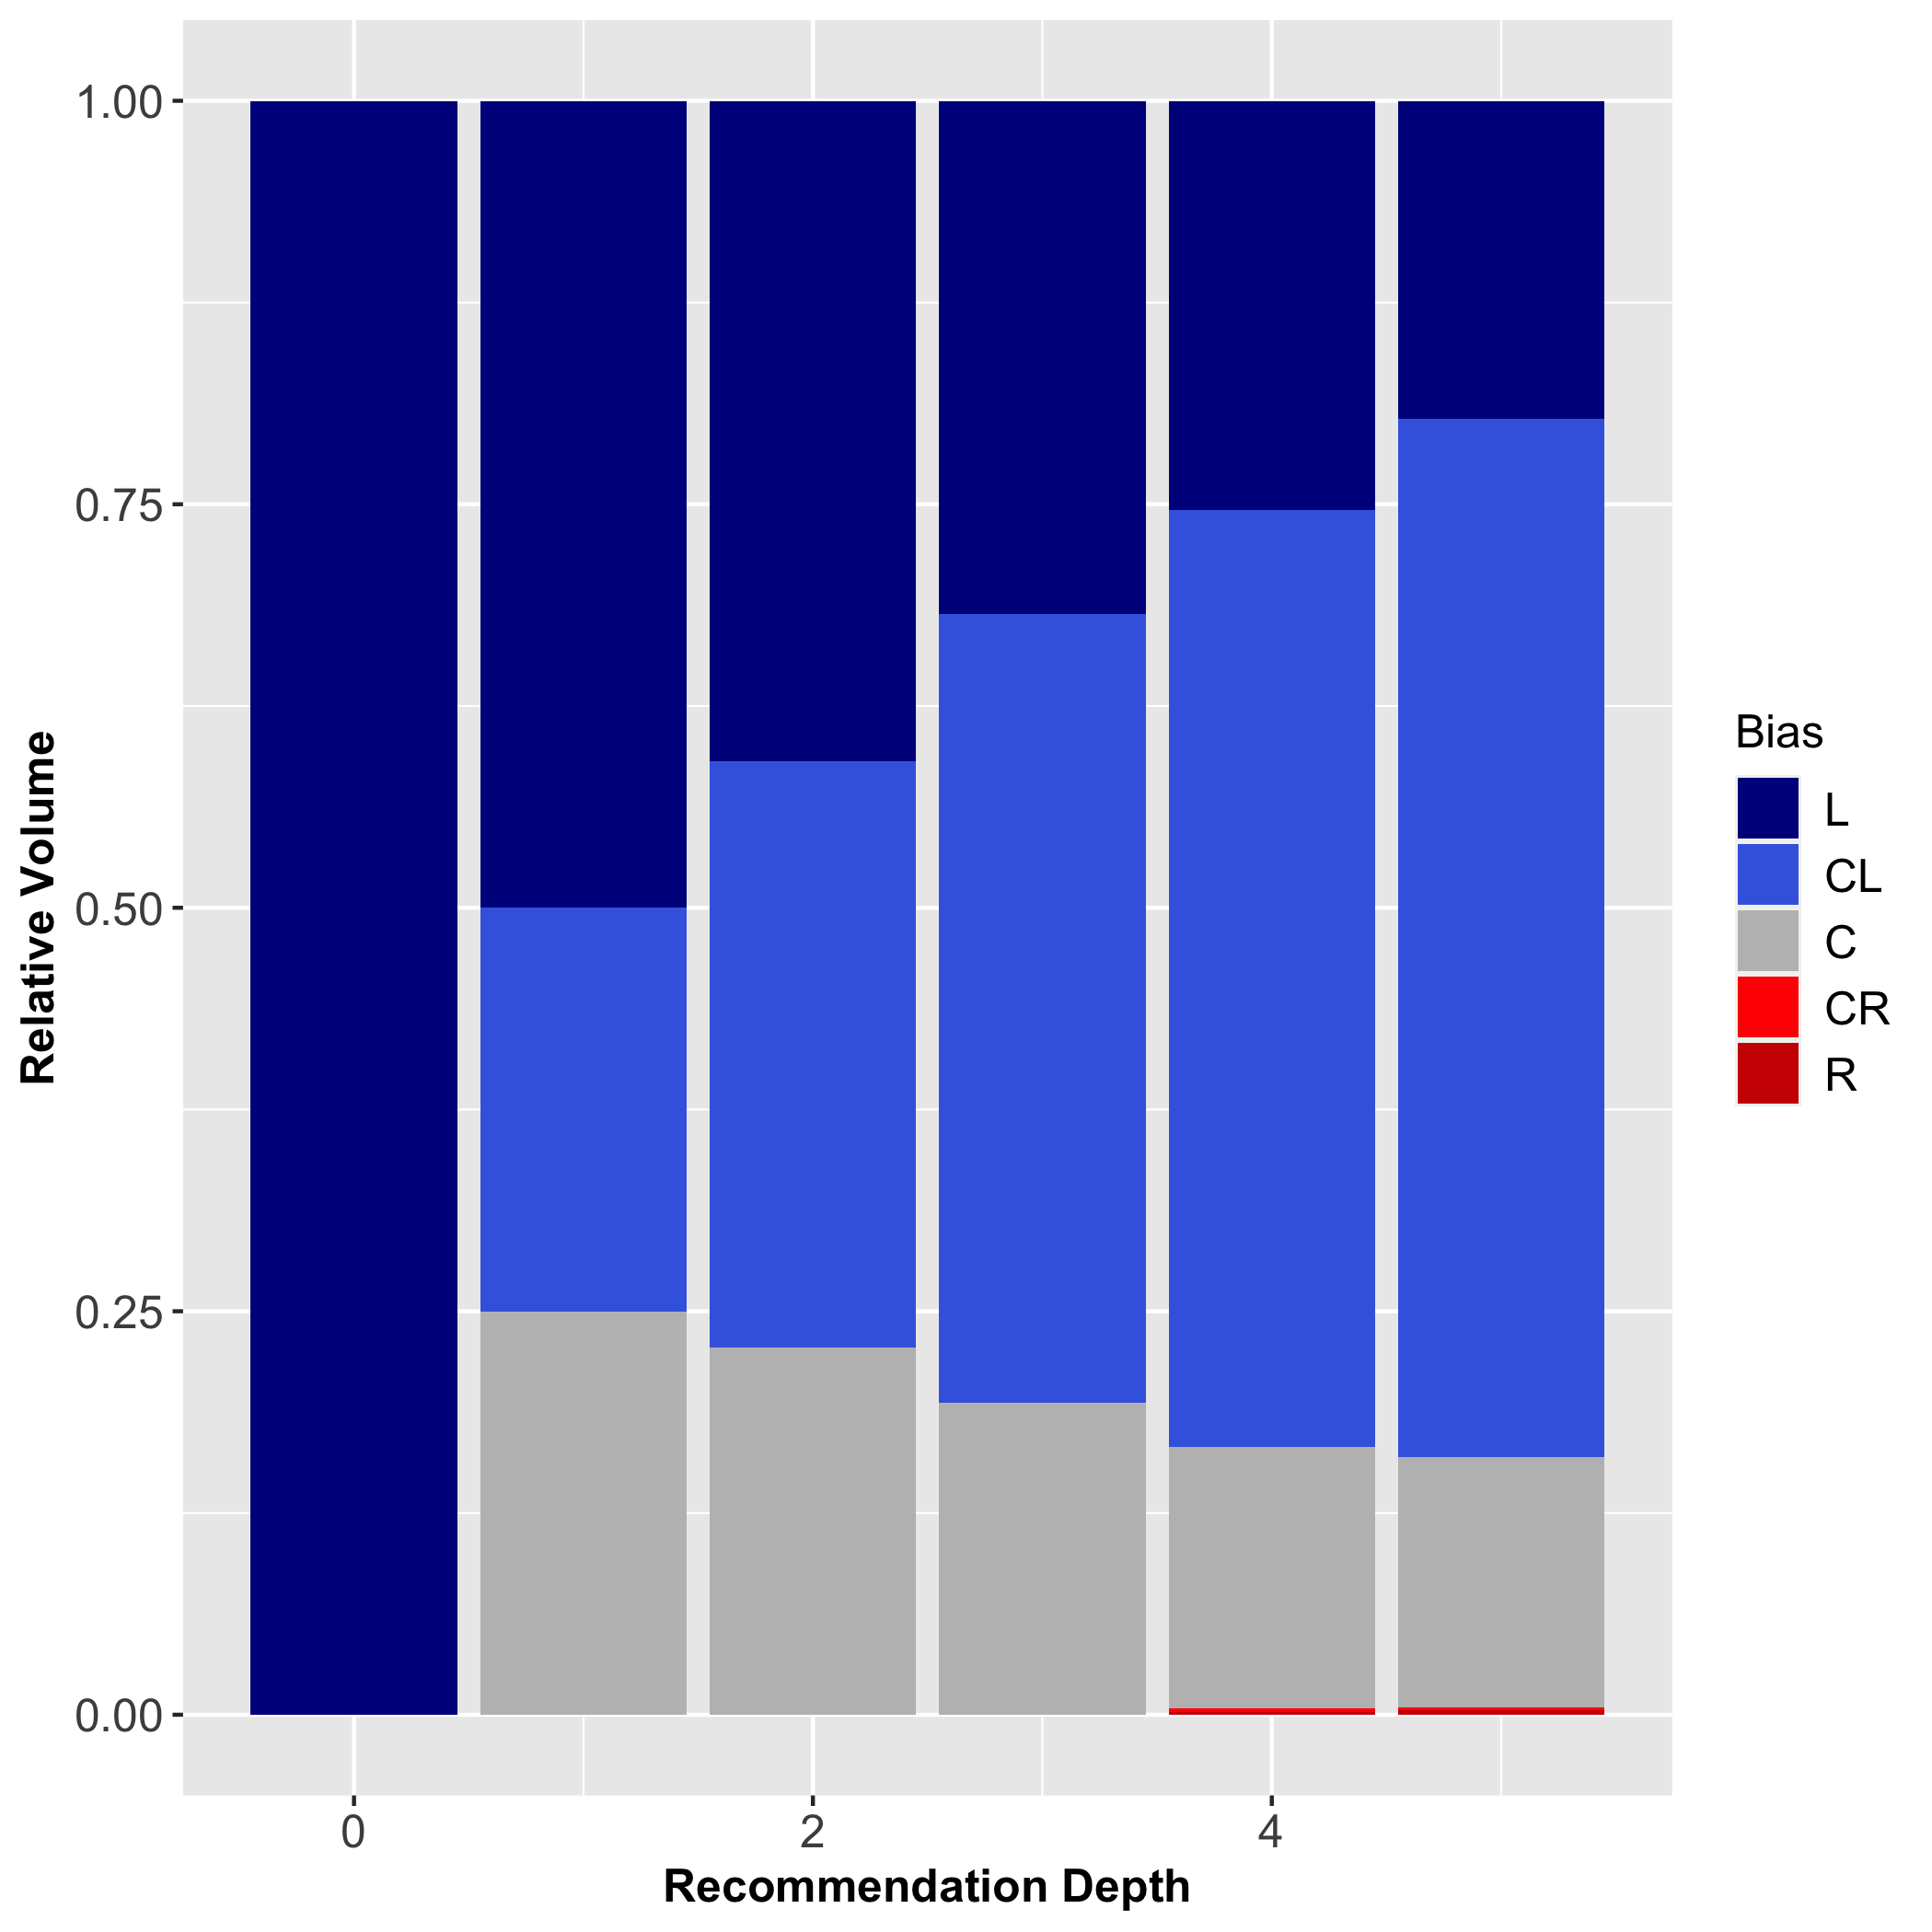 1.00
0.75
0.50
0.25
0.00
Relative Volume
0 2 4
Recommendation Depth
Bias
L
CL
C
CR
R